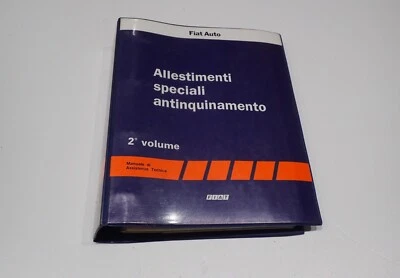 Fiat Auto
Allestimenti
speciali
antinquinamento
2° volume
Manuale di
Assistenza Tecnica
FIAT